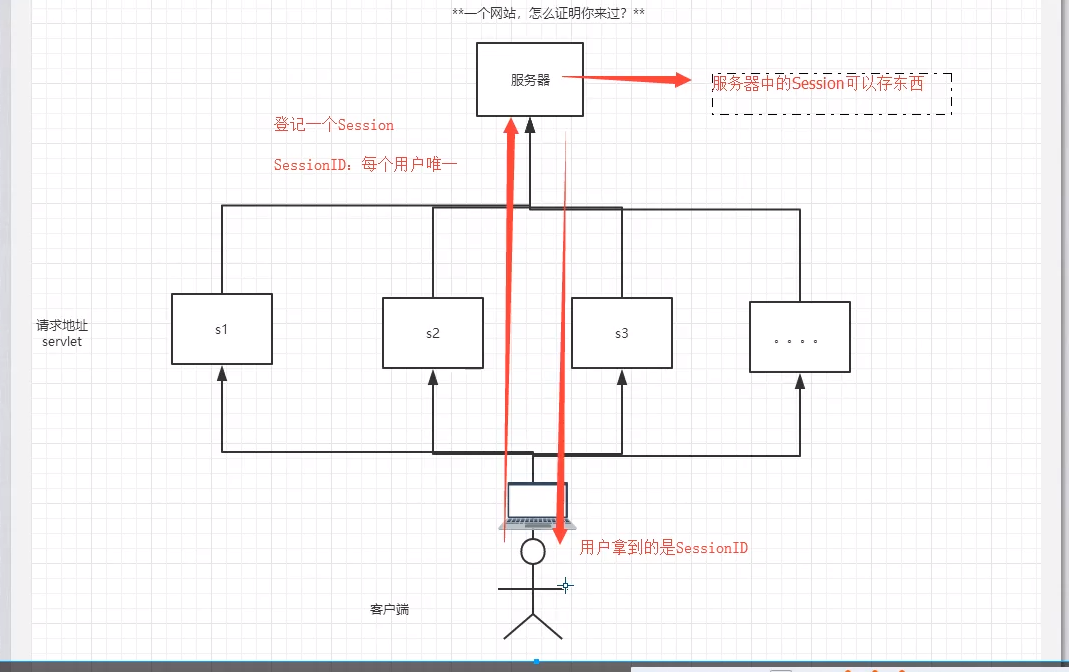 **一个网站，怎么证明你来过？**
服务器
服务器中的Session可以存东西
登记一个Session
SessionID：每个用户唯一
请求地址
servlet
s1
s2
s3
。。。。
用户拿到的是SessionID
客户端